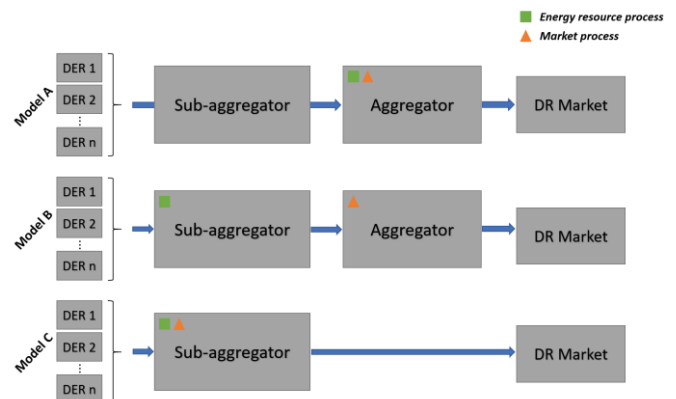 Energy resource process
Market process
Model A
DER 1
DER 2
DER n
Sub-aggregator
Aggregator
DR Market
Model B
DER 1
DER 2
DER n
Sub-aggregator
Aggregator
DR Market
Model C
DER 1
DER 2
DER n
Sub-aggregator
DR Market